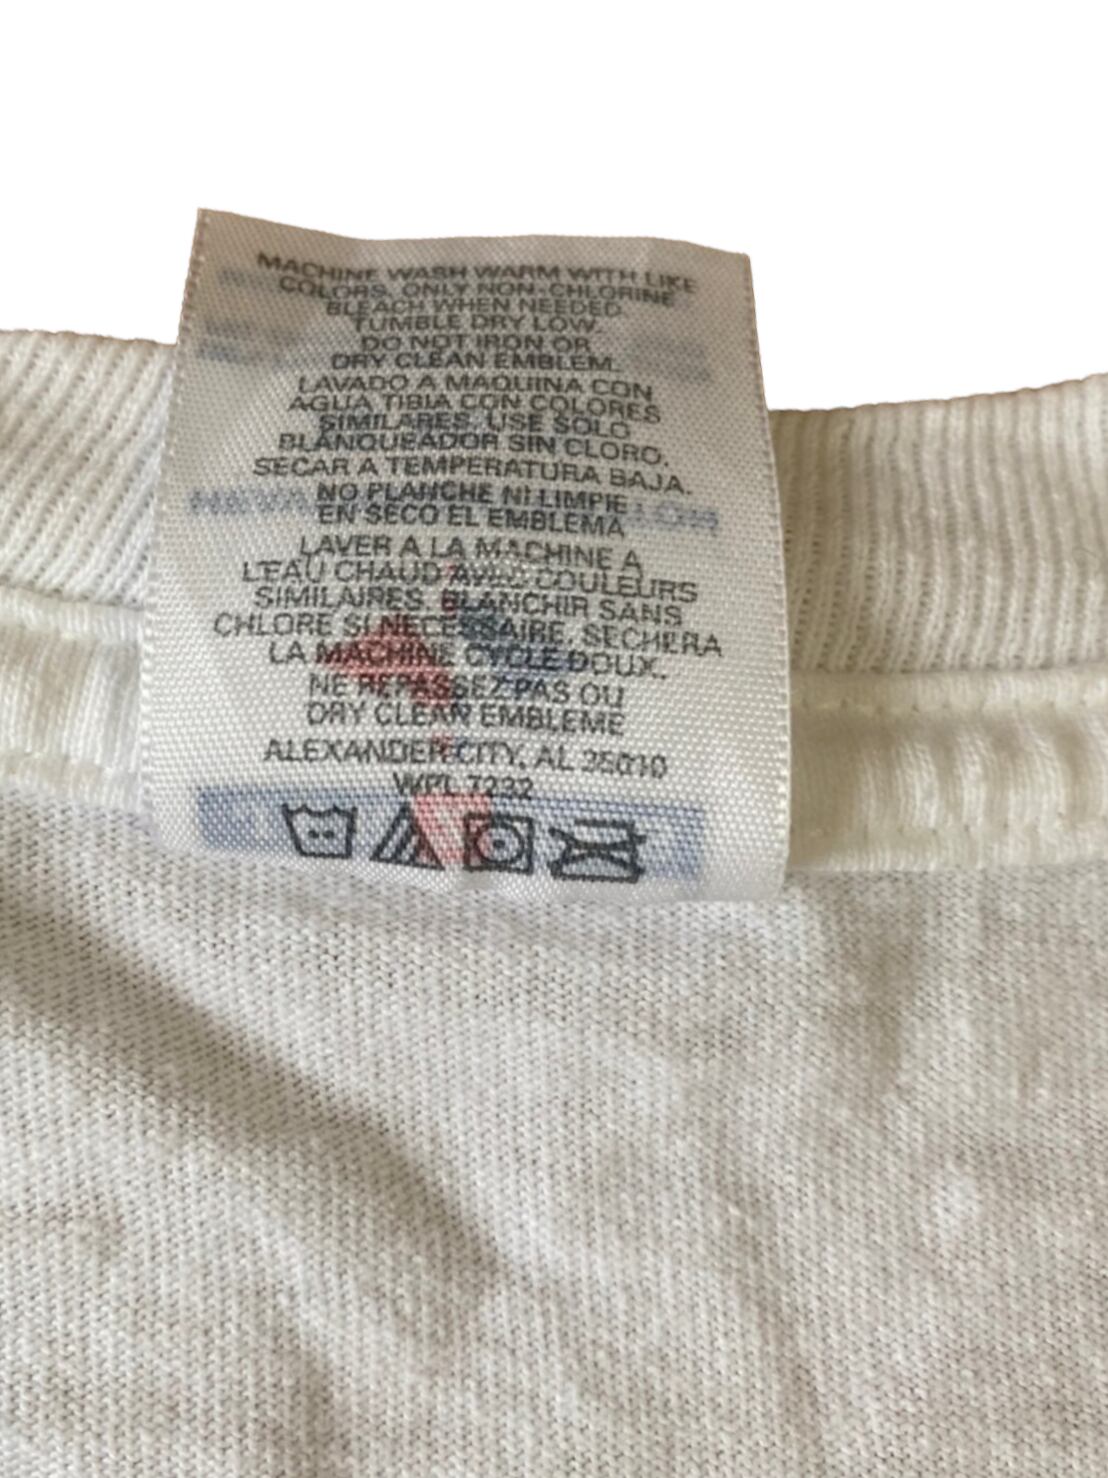 MACHINE WASH WARM WITH LIKE
COLORS. ONLY NON-CHLORINE
BLEACH WHEN NEEDED.
TUMBLE DRY LOW.
DO NOT IRON OR
DRY CLEAN EMBLEM.
LAVADO A MAQUINA CON
AGUA TIBIA CON COLORES
SIMILARES. USE SOLO
BLANQUEADOR SIN CLORO.
SECAR A TEMPERATURA BAJA.
NO PLANCHE NI LIMPIE
EN SECO EL EMBLEMA
LAVER A LA MACHINE A
L'EAU CHAUD AVEC COULEURS
SIMILAIRES. BLANCHIR SANS
CHLORE SI NECESSAIRE. SECHERA
LA MACHINE CYCLE DOUX.
NE REPASSEZ PAS OU
DRY CLEAN EMBLEME
ALEXANDER CITY, AL 35010
WPL 7232